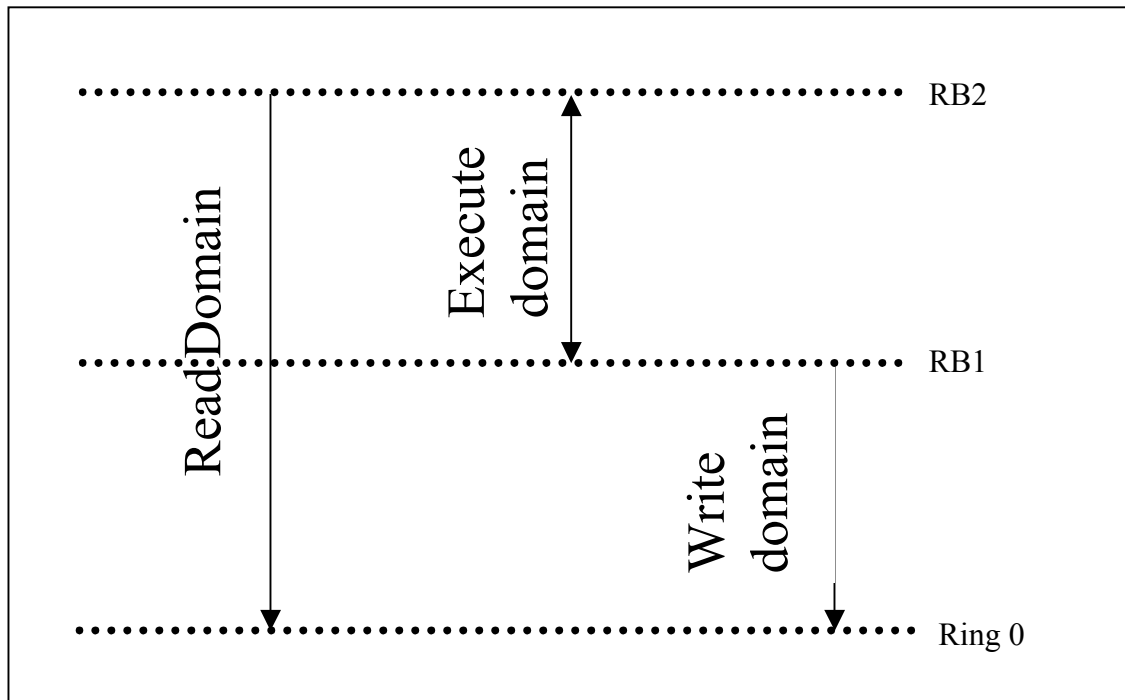 RB2
Execute
domain
Read Domain
RB1
Write
domain
Ring 0